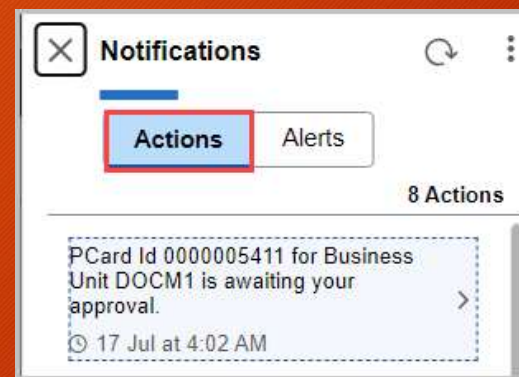 Notifications
Actions
Alerts
8 Actions
PCard Id 0000005411 for Business
Unit DOCM1 is awaiting your
approval.
17 Jul at 4:02 AM